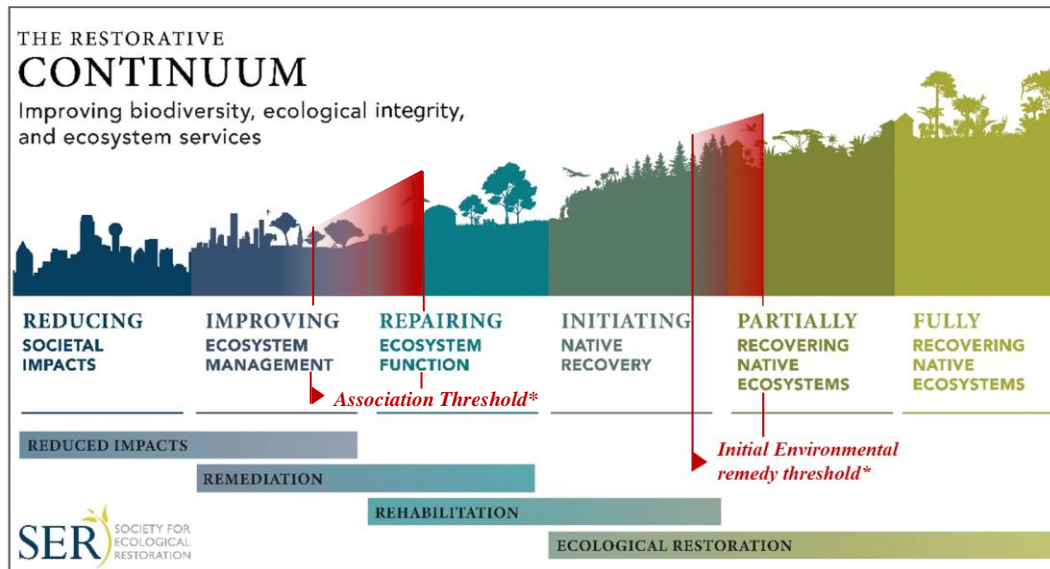 THE RESTORATIVE
CONTINUUM
Improving biodiversity, ecological integrity,
and ecosystem services
REDUCING
SOCIETAL
IMPACTS
IMPROVING
ECOSYSTEM
MANAGEMENT
REPAIRING
ECOSYSTEM
FUNCTION
INITIATING
NATIVE
RECOVERY
PARTIALLY
RECOVERING
NATIVE
ECOSYSTEMS
FULLY
RECOVERING
NATIVE
ECOSYSTEMS
Association Threshold*
Initial Environmental
remedy threshold*
REDUCED IMPACTS
REMEDIATION
REHABILITATION
ECOLOGICAL RESTORATION
SER
SOCIETY FOR
ECOLOGICAL
RESTORATION